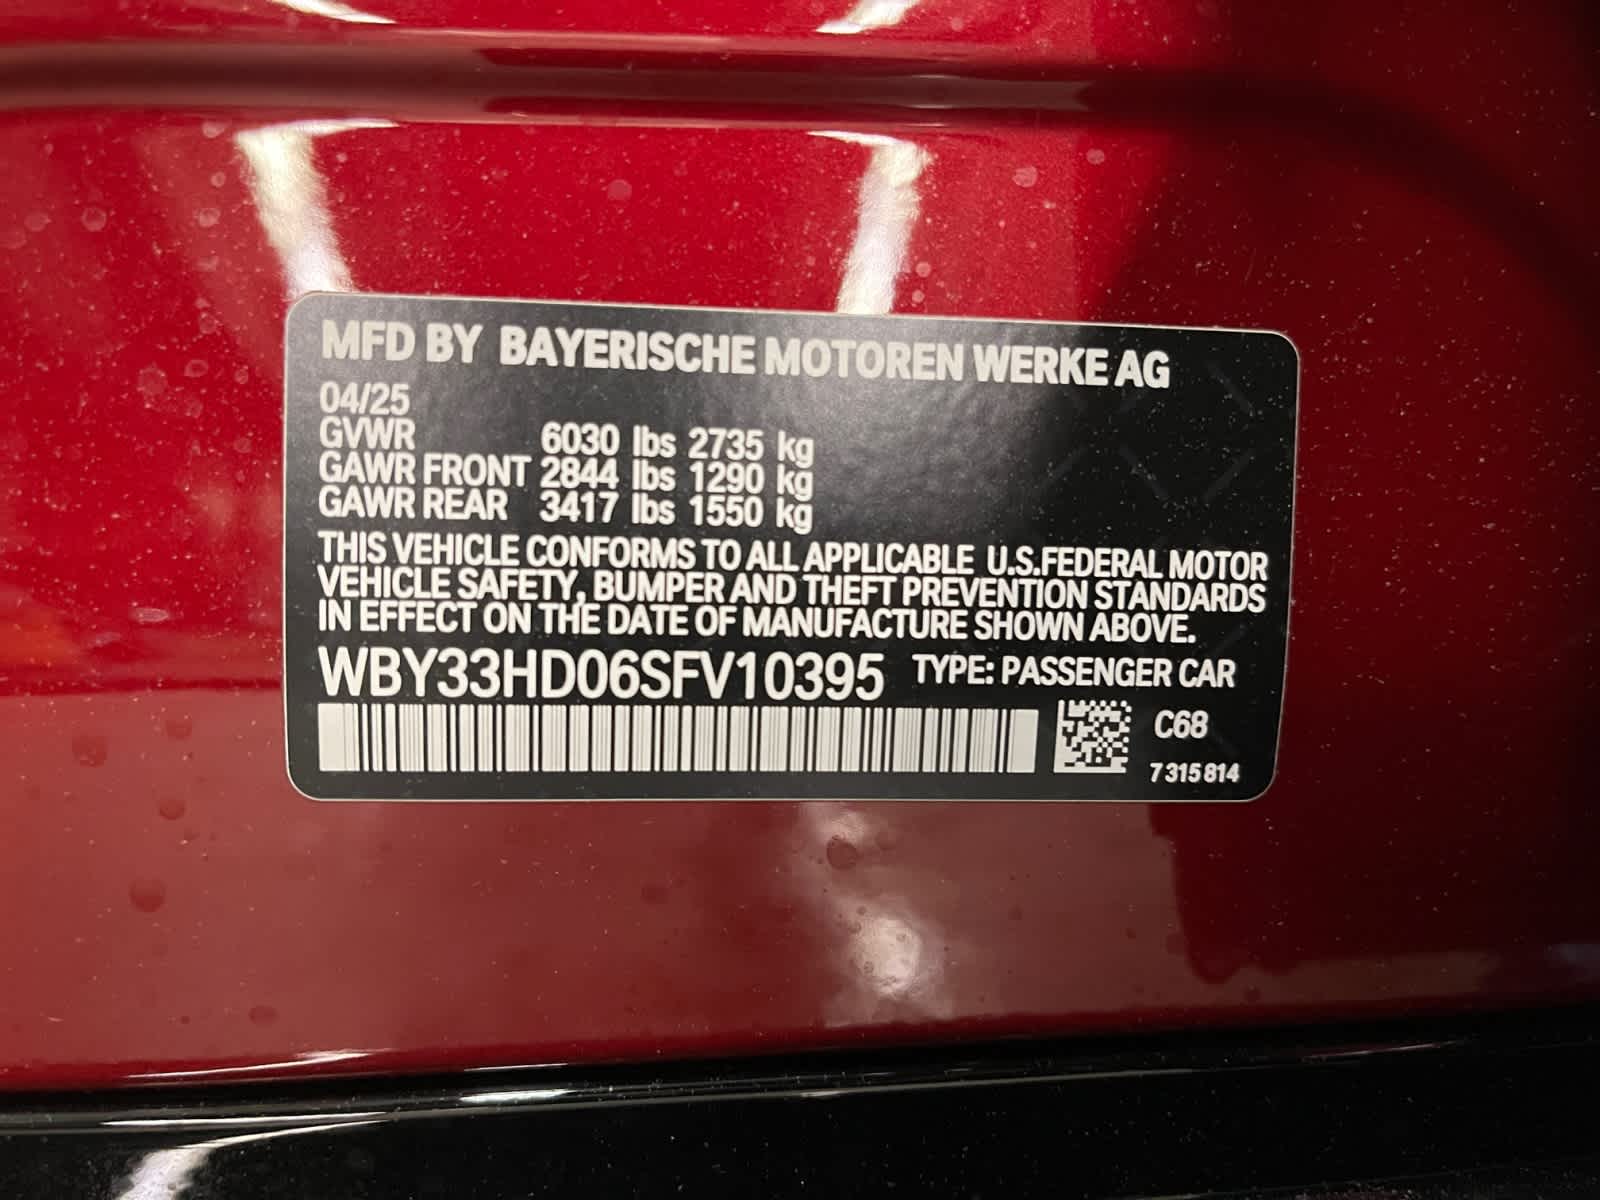 MFD BY BAYERISCHE MOTOREN WERKE AG
04/25
GVWR 6030 lbs 2735 kg
GAWR FRONT 2844 lbs 1290 kg
GAWR REAR 3417 lbs 1550 kg
THIS VEHICLE CONFORMS TO ALL APPLICABLE U.S.FEDERAL MOTOR
VEHICLE SAFETY, BUMPER AND THEFT PREVENTION STANDARDS
IN EFFECT ON THE DATE OF MANUFACTURE SHOWN ABOVE.
WBY33HD06SFV10395 TYPE: PASSENGER CAR
C68
7 315 814